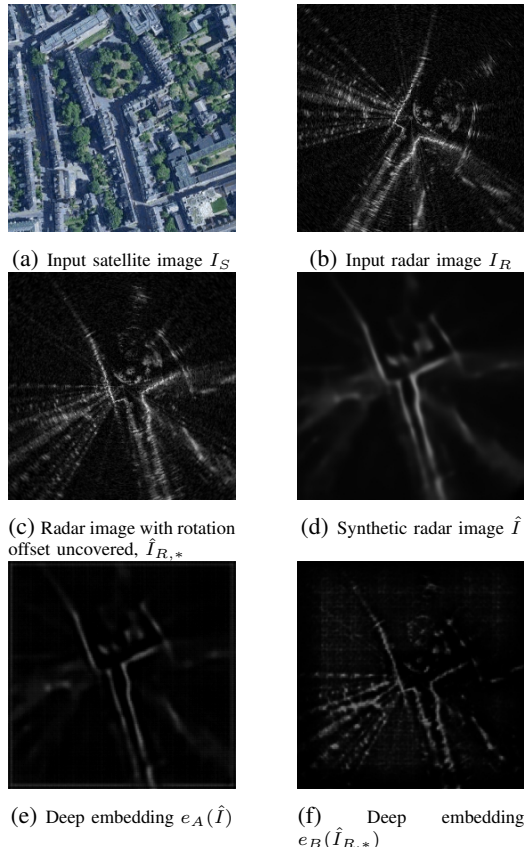 (a) Input satellite image I_S
(b) Input radar image I_R
(c) Radar image with rotation
offset uncovered, Î_{R,*}
(d) Synthetic radar image Î
(e) Deep embedding e_A(Î)
(f) Deep embedding
e_B(Î_{R,*})